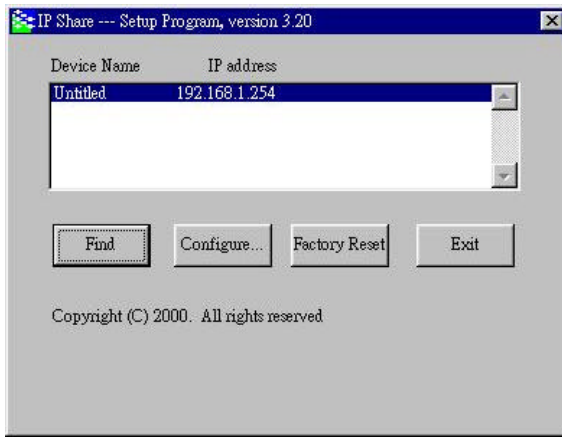 IP Share --- Setup Program, version 3.20
Device Name IP address
Untitled 192.168.1.254
Find Configure... Factory Reset Exit
Copyright (C) 2000. All rights reserved